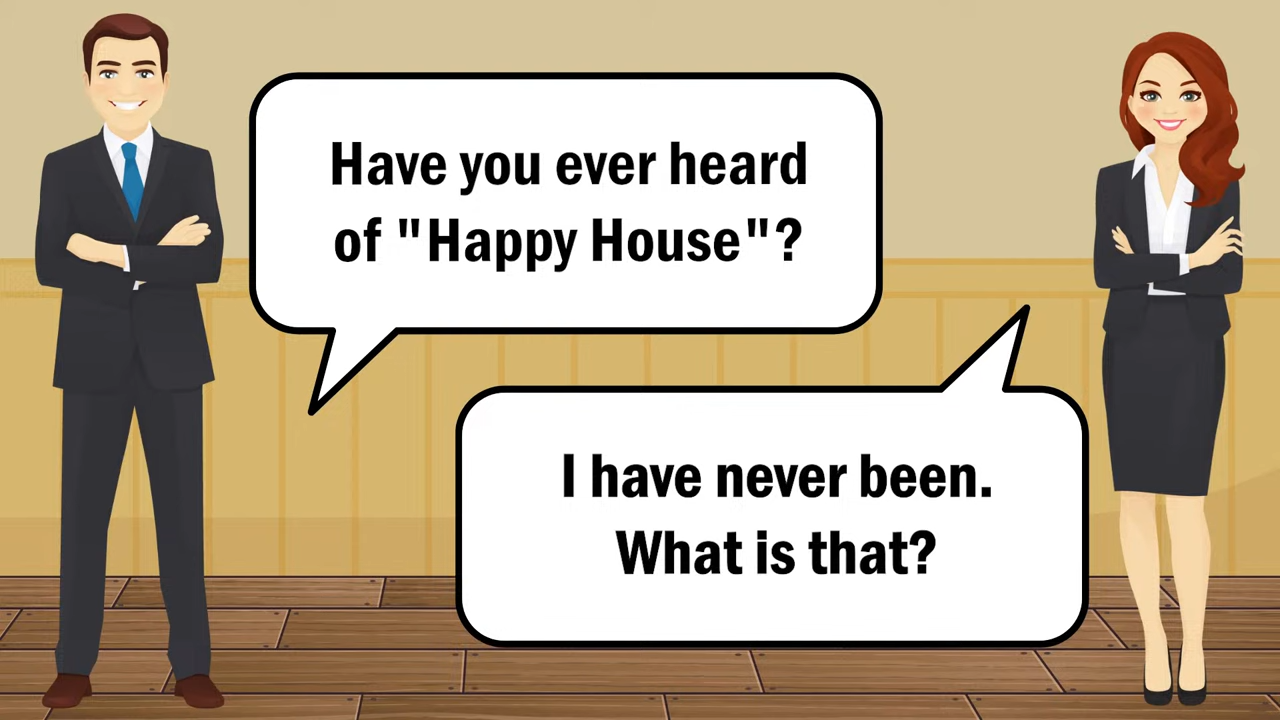 Have you ever heard
of "Happy House"?
I have never been.
What is that?